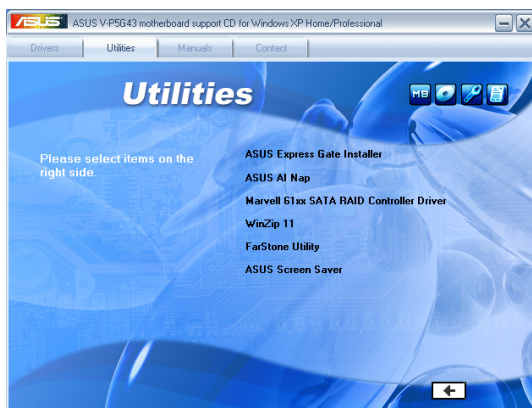 ASUS
ASUS V-P5G43 motherboard support CD for Windows XP Home/Professional
Drivers
Utilities
Manuals
Contact
Utilities
MB
Please select items on the
right side.
ASUS Express Gate Installer
ASUS AI Nap
Marvell 61xx SATA RAID Controller Driver
WinZip 11
FarStone Utility
ASUS Screen Saver